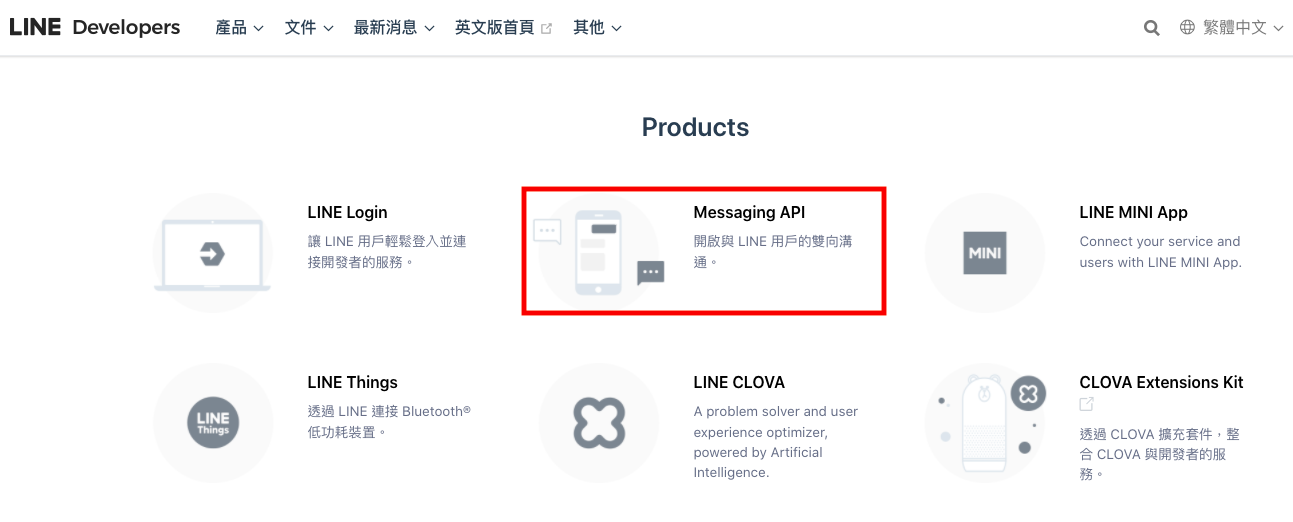 LINE Developers 產品 文件 最新消息 英文版首頁 其他 繁體中文
Products
LINE Login
讓 LINE 用戶輕鬆登入並連
接開發者的服務。
Messaging API
開啟與 LINE 用戶的雙向溝
通。
MINI
LINE MINI App
Connect your service and
users with LINE MINI App.
LINE
Things
LINE Things
透過 LINE 連接 Bluetooth®
低功耗裝置。
LINE CLOVA
A problem solver and user
experience optimizer,
powered by Artificial
Intelligence.
CLOVA Extensions Kit
透過 CLOVA 擴充套件，整
合 CLOVA 與開發者的服
務。